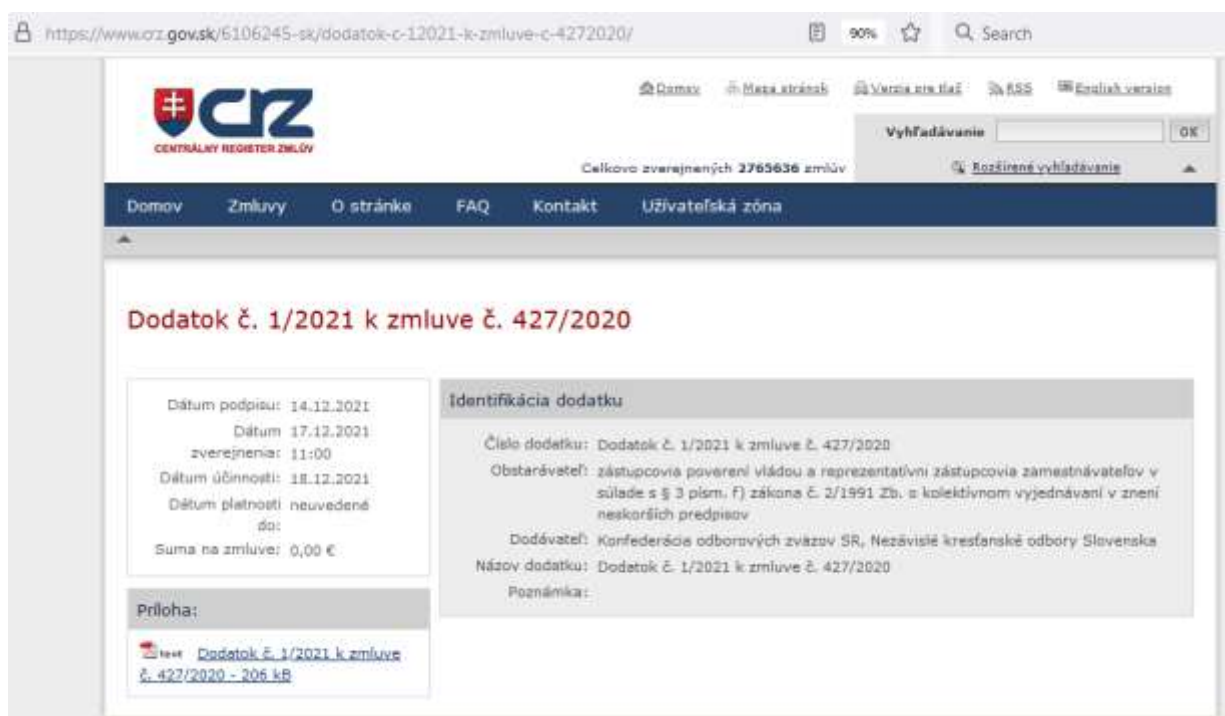 https://www.crz.gov.sk/6106245-sk/dodatok-c-12021-k-zmluve-c-4272020/ 90% Search
Domov Mapa stránok Verzia pre tlač RSS English version
crz
CENTRÁLNY REGISTER ZMLÚV
Vyhľadávanie OK
Celkovo zverejnených 2765636 zmlúv Rozšírené vyhľadávanie
Domov Zmluvy O stránke FAQ Kontakt Užívateľská zóna
Dodatok č. 1/2021 k zmluve č. 427/2020
Dátum podpisu: 14.12.2021
Dátum zverejnenia: 17.12.2021 11:00
Dátum účinnosti: 18.12.2021
Dátum platnosti do: neuvedené
Suma na zmluve: 0,00 €
Príloha:
text Dodatok č. 1/2021 k zmluve
č. 427/2020 - 206 kB
Identifikácia dodatku
Číslo dodatku: Dodatok č. 1/2021 k zmluve č. 427/2020
Obstarávateľ: zástupcovia poverení vládou a reprezentatívni zástupcovia zamestnávateľov v
súlade s § 3 písm. f) zákona č. 2/1991 Zb. o kolektívnom vyjednávaní v znení
neskorších predpisov
Dodávateľ: Konfederácia odborových zväzov SR, Nezávislé kresťanské odbory Slovenska
Názov dodatku: Dodatok č. 1/2021 k zmluve č. 427/2020
Poznámka: